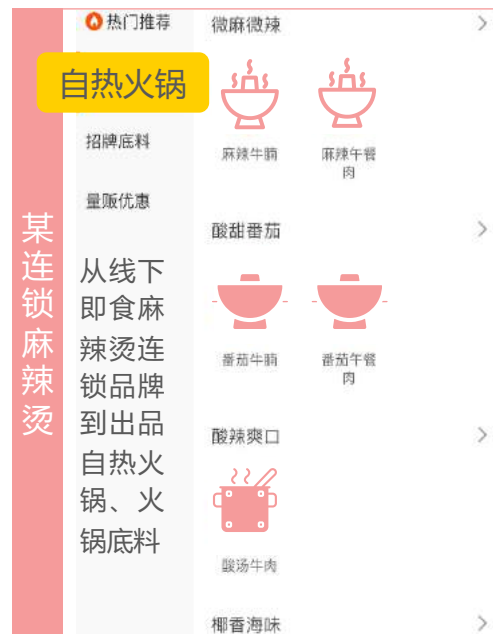 某连锁麻辣烫
热门推荐
自热火锅
招牌底料
量贩优惠
从线下
即食麻
辣烫连
锁品牌
到出品
自热火
锅、火
锅底料
微麻微辣
麻辣牛腩
麻辣午餐
肉
酸甜番茄
番茄牛腩
番茄午餐
肉
酸辣爽口
酸汤牛肉
椰香海味